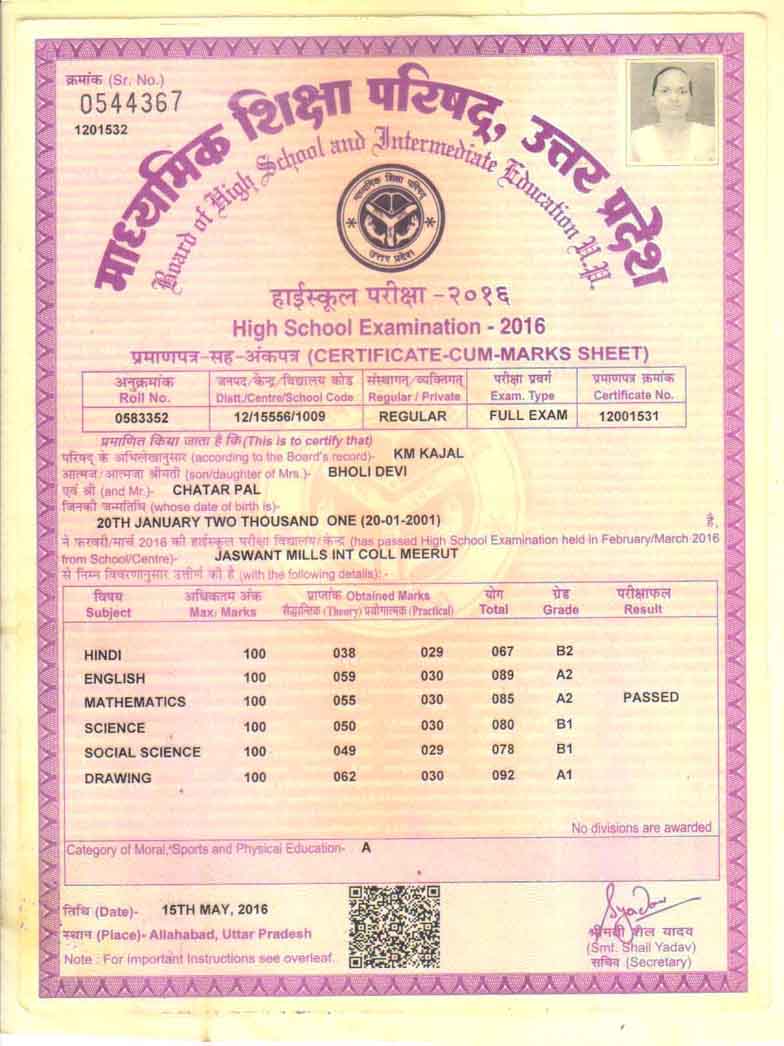 क्रमांक (Sr. No.)
0544367
1201532
माध्यमिक शिक्षा परिषद्, उत्तर प्रदेश
Board of High School and Intermediate Education U.P.
माध्यमिक शिक्षा परिषद्
उत्तर प्रदेश
हाईस्कूल परीक्षा -२०१६
High School Examination - 2016
प्रमाणपत्र-सह-अंकपत्र (CERTIFICATE-CUM-MARKS SHEET)
अनुक्रमांक जनपद/केन्द्र/विद्यालय कोड संस्थागत/व्यक्तिगत् परीक्षा प्रवर्ग प्रमाणपत्र क्रमांक
Roll No. Distt./Centre/School Code Regular / Private Exam. Type Certificate No.
0583352 12/15556/1009 REGULAR FULL EXAM 12001531
प्रमाणित किया जाता है कि (This is to certify that)
परिषद् के अभिलेखानुसार (according to the Board's record)- KM KAJAL
आत्मज/आत्मजा श्रीमती (son/daughter of Mrs.)- BHOLI DEVI
एवं श्री (and Mr.)- CHATAR PAL
जिनकी जन्मतिथि (whose date of birth is)-
20TH JANUARY TWO THOUSAND ONE (20-01-2001) है,
ने फरवरी/मार्च 2016 की हाईस्कूल परीक्षा विद्यालय/केन्द्र (has passed High School Examination held in February/March 2016
from School/Centre)- JASWANT MILLS INT COLL MEERUT
से निम्न विवरणानुसार उत्तीर्ण की है (with the following details):-
विषय अधिकतम अंक प्राप्तांक Obtained Marks योग ग्रेड परीक्षाफल
Subject Max. Marks सैद्धान्तिक (Theory) प्रयोगात्मक (Practical) Total Grade Result
HINDI 100 038 029 067 B2
ENGLISH 100 059 030 089 A2
MATHEMATICS 100 055 030 085 A2 PASSED
SCIENCE 100 050 030 080 B1
SOCIAL SCIENCE 100 049 029 078 B1
DRAWING 100 062 030 092 A1
No divisions are awarded
Category of Moral, Sports and Physical Education- A
तिथि (Date)- 15TH MAY, 2016
स्थान (Place)- Allahabad, Uttar Pradesh
Note : For important Instructions see overleaf.
श्रीमती शैल यादव
(Smt. Shail Yadav)
सचिव (Secretary)